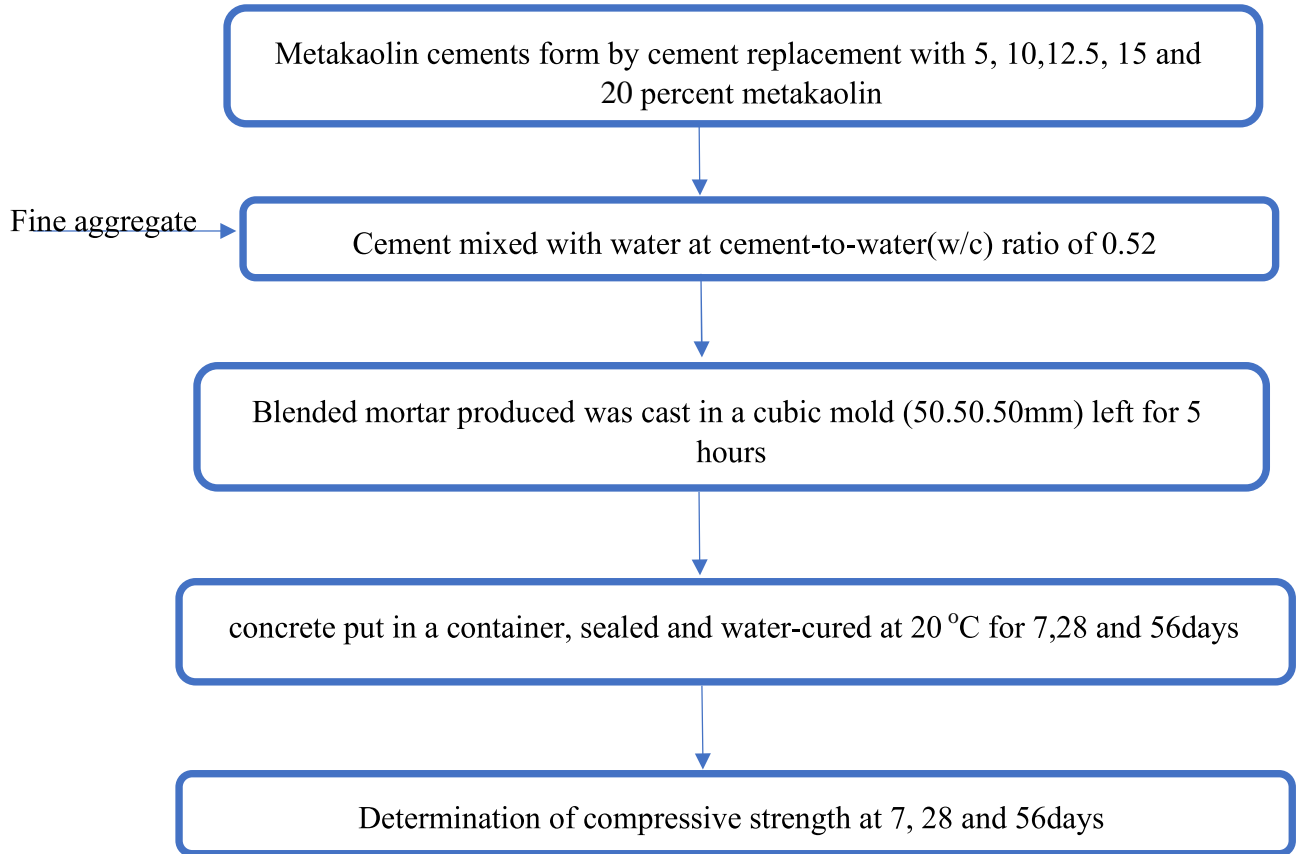 Metakaolin cements form by cement replacement with 5, 10,12.5, 15 and
20 percent metakaolin
Fine aggregate
Cement mixed with water at cement-to-water(w/c) ratio of 0.52
Blended mortar produced was cast in a cubic mold (50.50.50mm) left for 5
hours
concrete put in a container, sealed and water-cured at 20 °C for 7,28 and 56days
Determination of compressive strength at 7, 28 and 56days